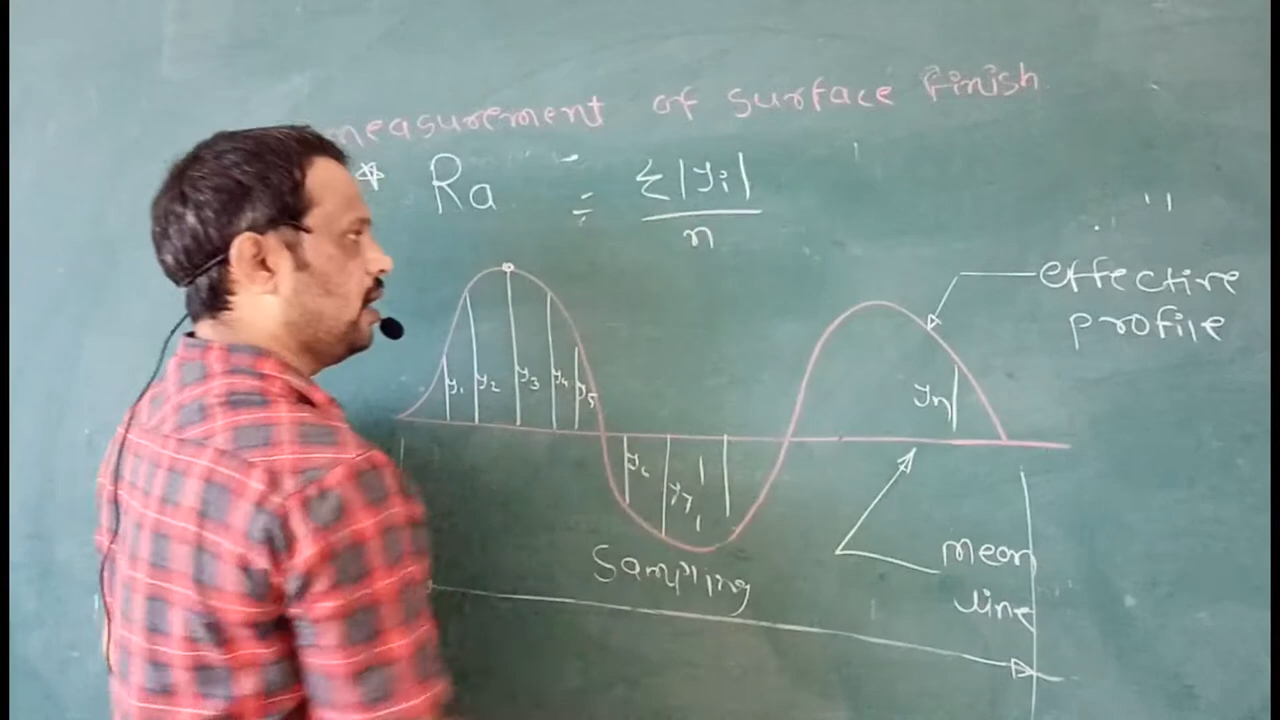 measurement of surface Finish
* Ra = Σ|yi|
n
effective
profile
y1 y2 y3 y4 y5
yn
y6
y7
mean
line
Sampling